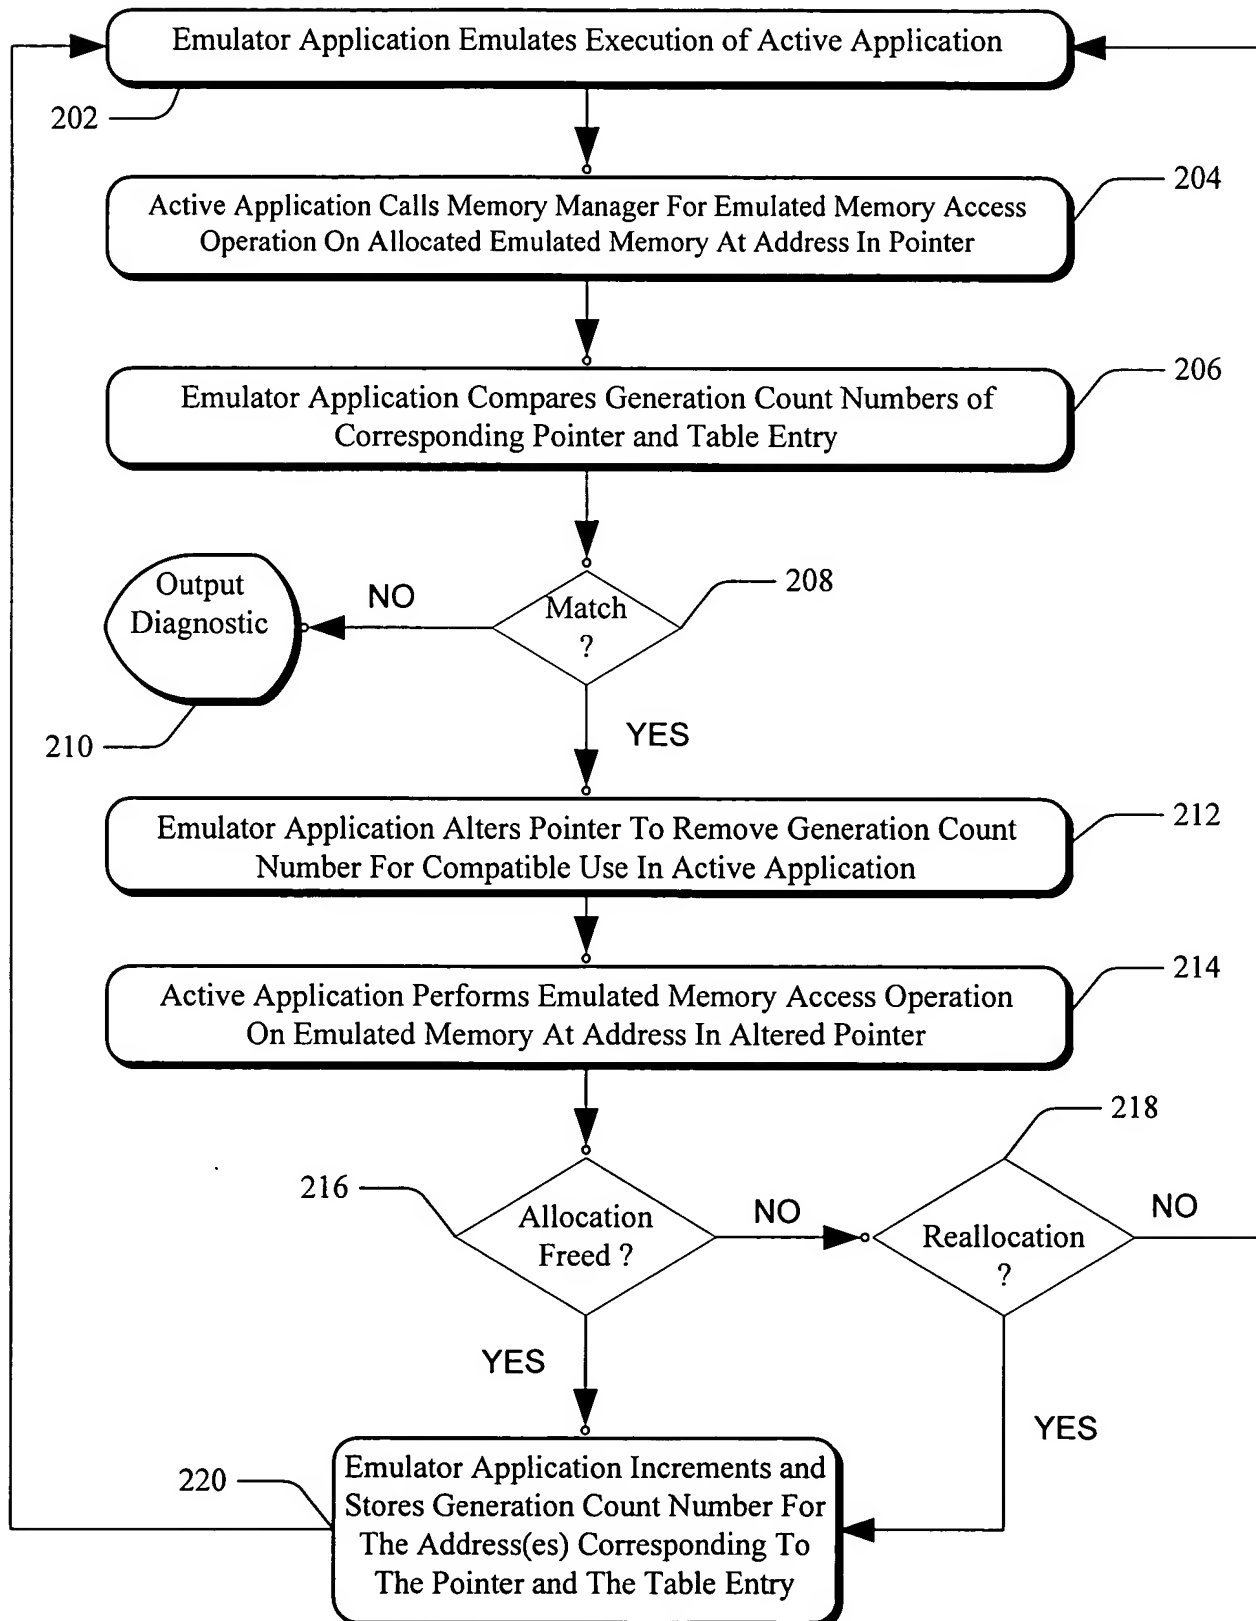 Emulator Application Emulates Execution of Active Application
202
204
Active Application Calls Memory Manager For Emulated Memory Access
Operation On Allocated Emulated Memory At Address In Pointer
206
Emulator Application Compares Generation Count Numbers of
Corresponding Pointer and Table Entry
Output
Diagnostic
NO
Match
?
208
210
YES
212
Emulator Application Alters Pointer To Remove Generation Count
Number For Compatible Use In Active Application
214
Active Application Performs Emulated Memory Access Operation
On Emulated Memory At Address In Altered Pointer
218
216
Allocation
Freed ?
NO
Reallocation
?
NO
YES
YES
220
Emulator Application Increments and
Stores Generation Count Number For
The Address(es) Corresponding To
The Pointer and The Table Entry